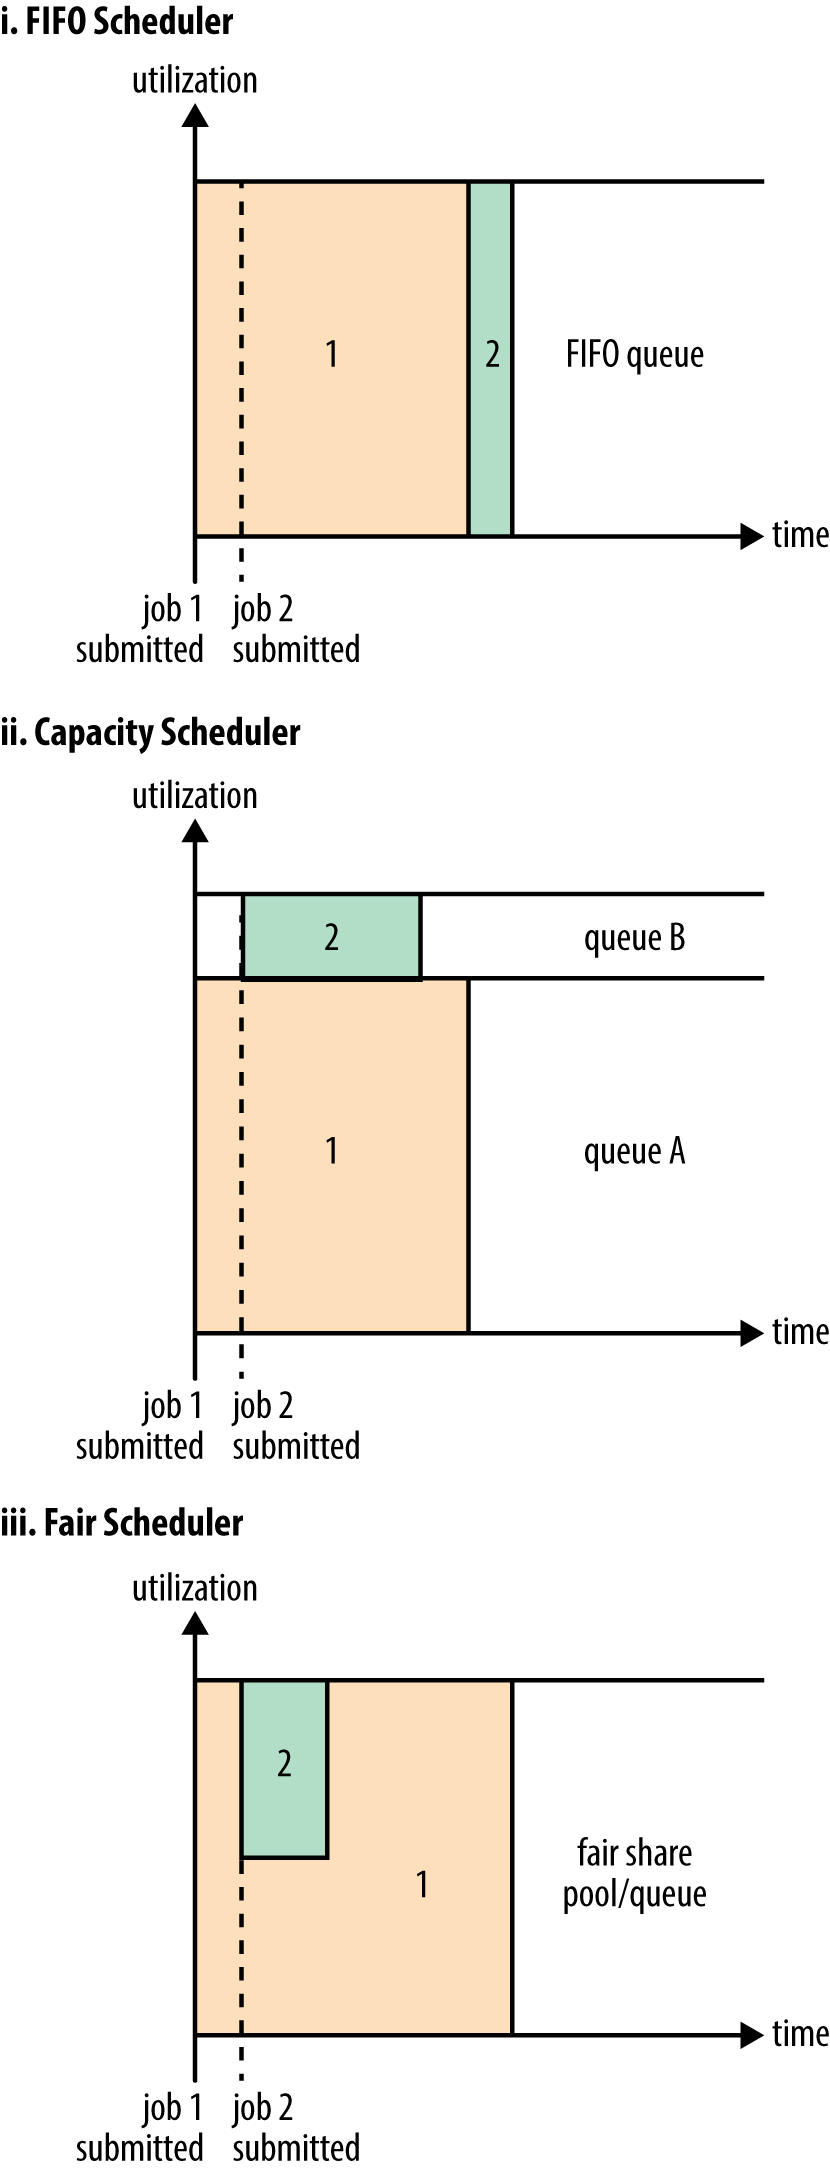 i. FIFO Scheduler
utilization
1
2
FIFO queue
time
job 1
submitted
job 2
submitted
ii. Capacity Scheduler
utilization
2
queue B
1
queue A
time
job 1
submitted
job 2
submitted
iii. Fair Scheduler
utilization
2
1
fair share
pool/queue
time
job 1
submitted
job 2
submitted